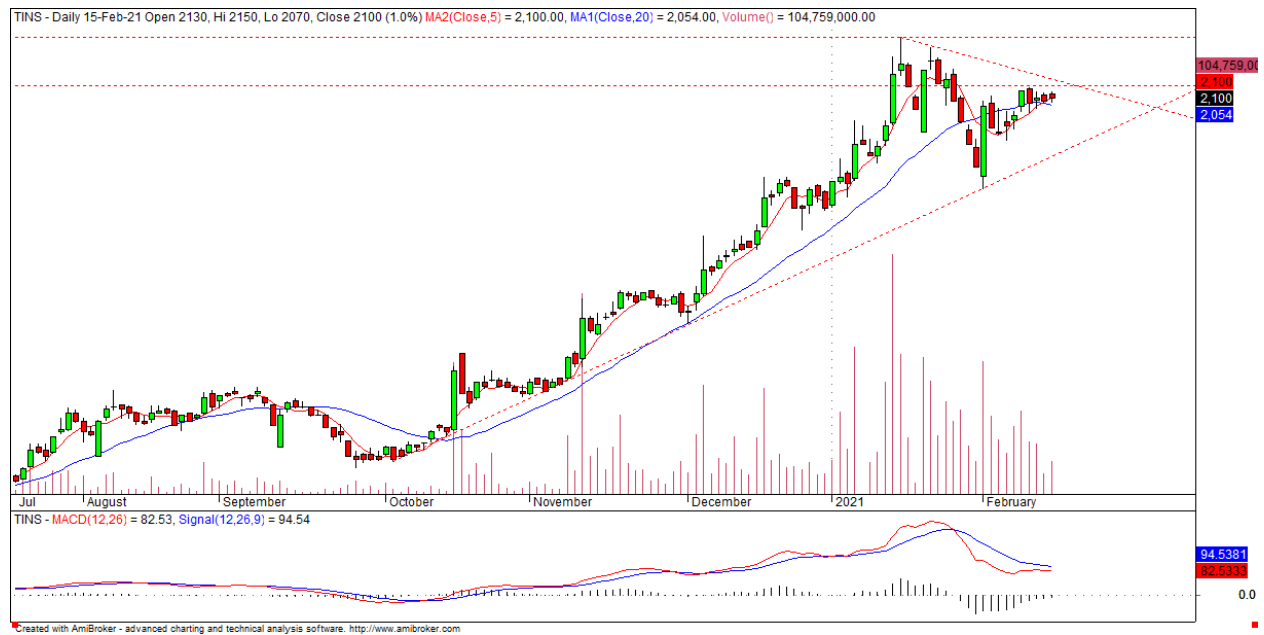 TINS - Daily 15-Feb-21 Open 2130, Hi 2150, Lo 2070, Close 2100 (1.0%) MA2(Close,5) = 2,100.00, MA1(Close,20) = 2,054.00, Volume() = 104,759,000.00
104,759,00
2,100
2,100
2,054
Jul August September October November December 2021 February
TINS - MACD(12,26) = 82.53, Signal(12,26,9) = 94.54
94.5381
82.5333
0.0
Created with AmiBroker - advanced charting and technical analysis software. http://www.amibroker.com